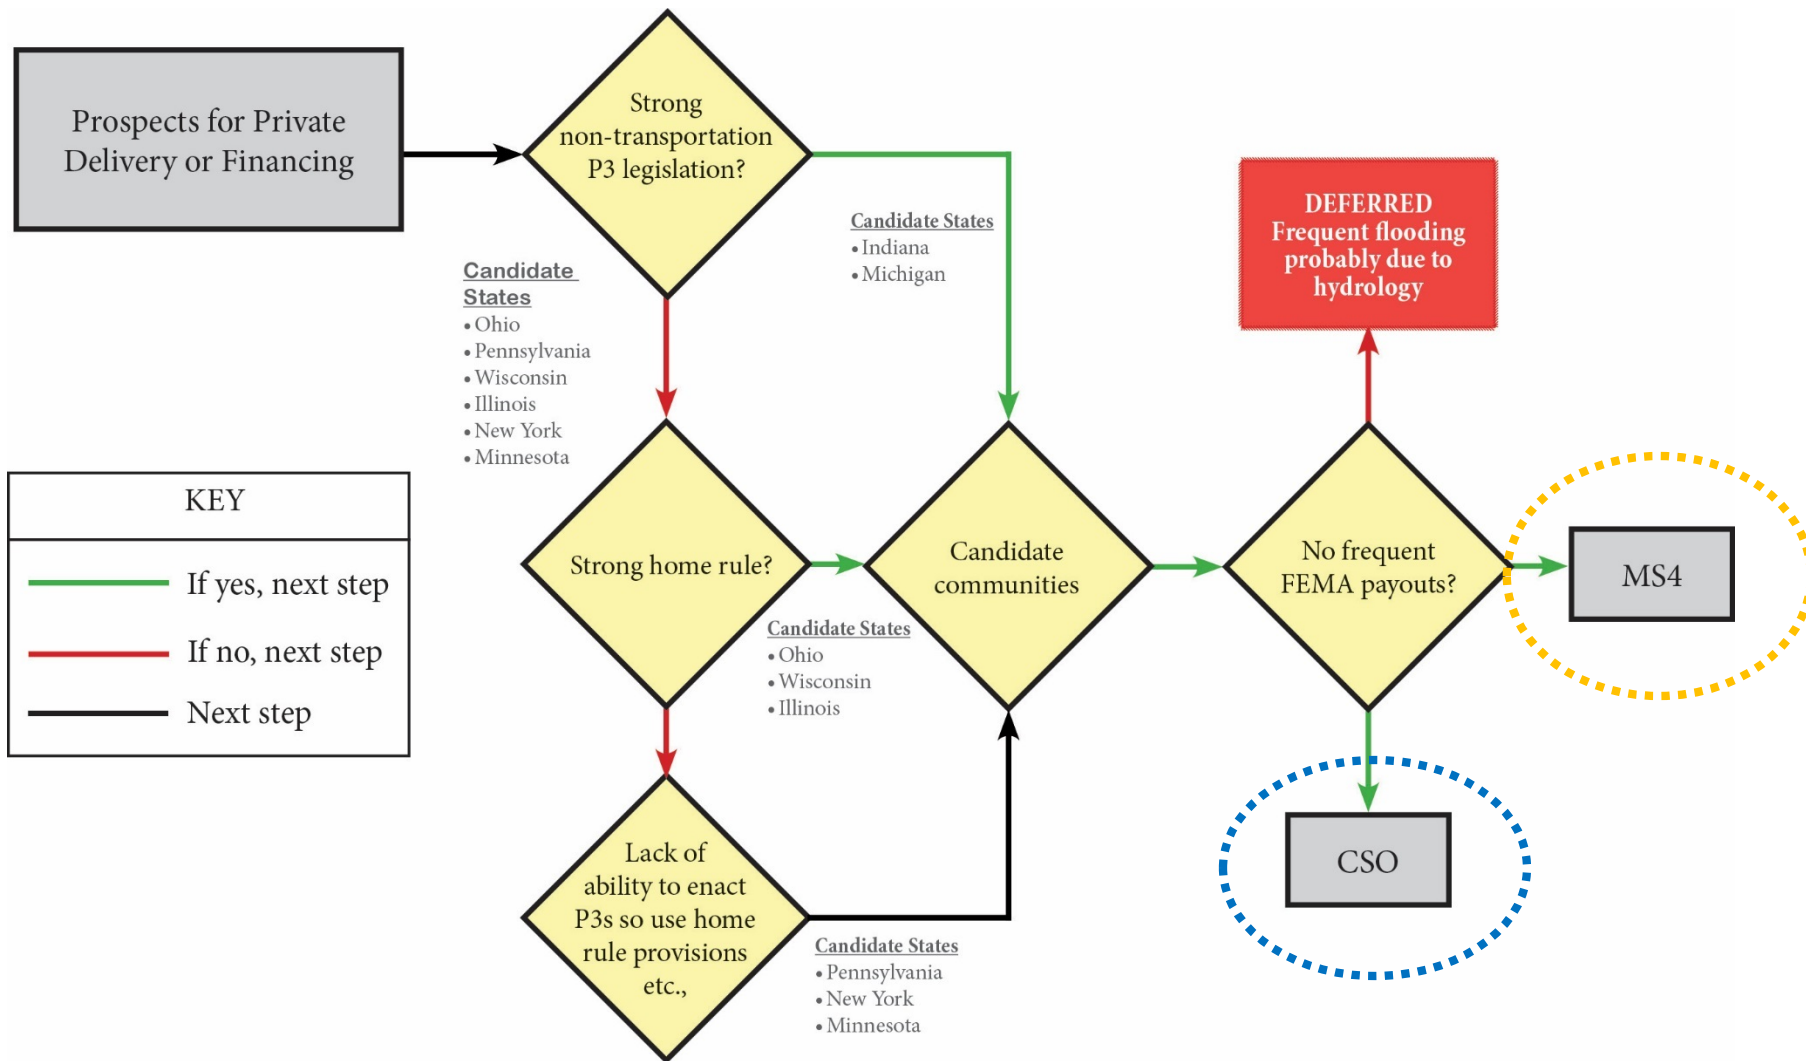 Prospects for Private
Delivery or Financing
Strong
non-transportation
P3 legislation?
Candidate States
• Indiana
• Michigan
DEFERRED
Frequent flooding
probably due to
hydrology
Candidate
States
• Ohio
• Pennsylvania
• Wisconsin
• Illinois
• New York
• Minnesota
KEY
If yes, next step
If no, next step
Next step
Strong home rule?
Candidate States
• Ohio
• Wisconsin
• Illinois
Candidate
communities
No frequent
FEMA payouts?
MS4
CSO
Lack of
ability to enact
P3s so use home
rule provisions
etc.,
Candidate States
• Pennsylvania
• New York
• Minnesota